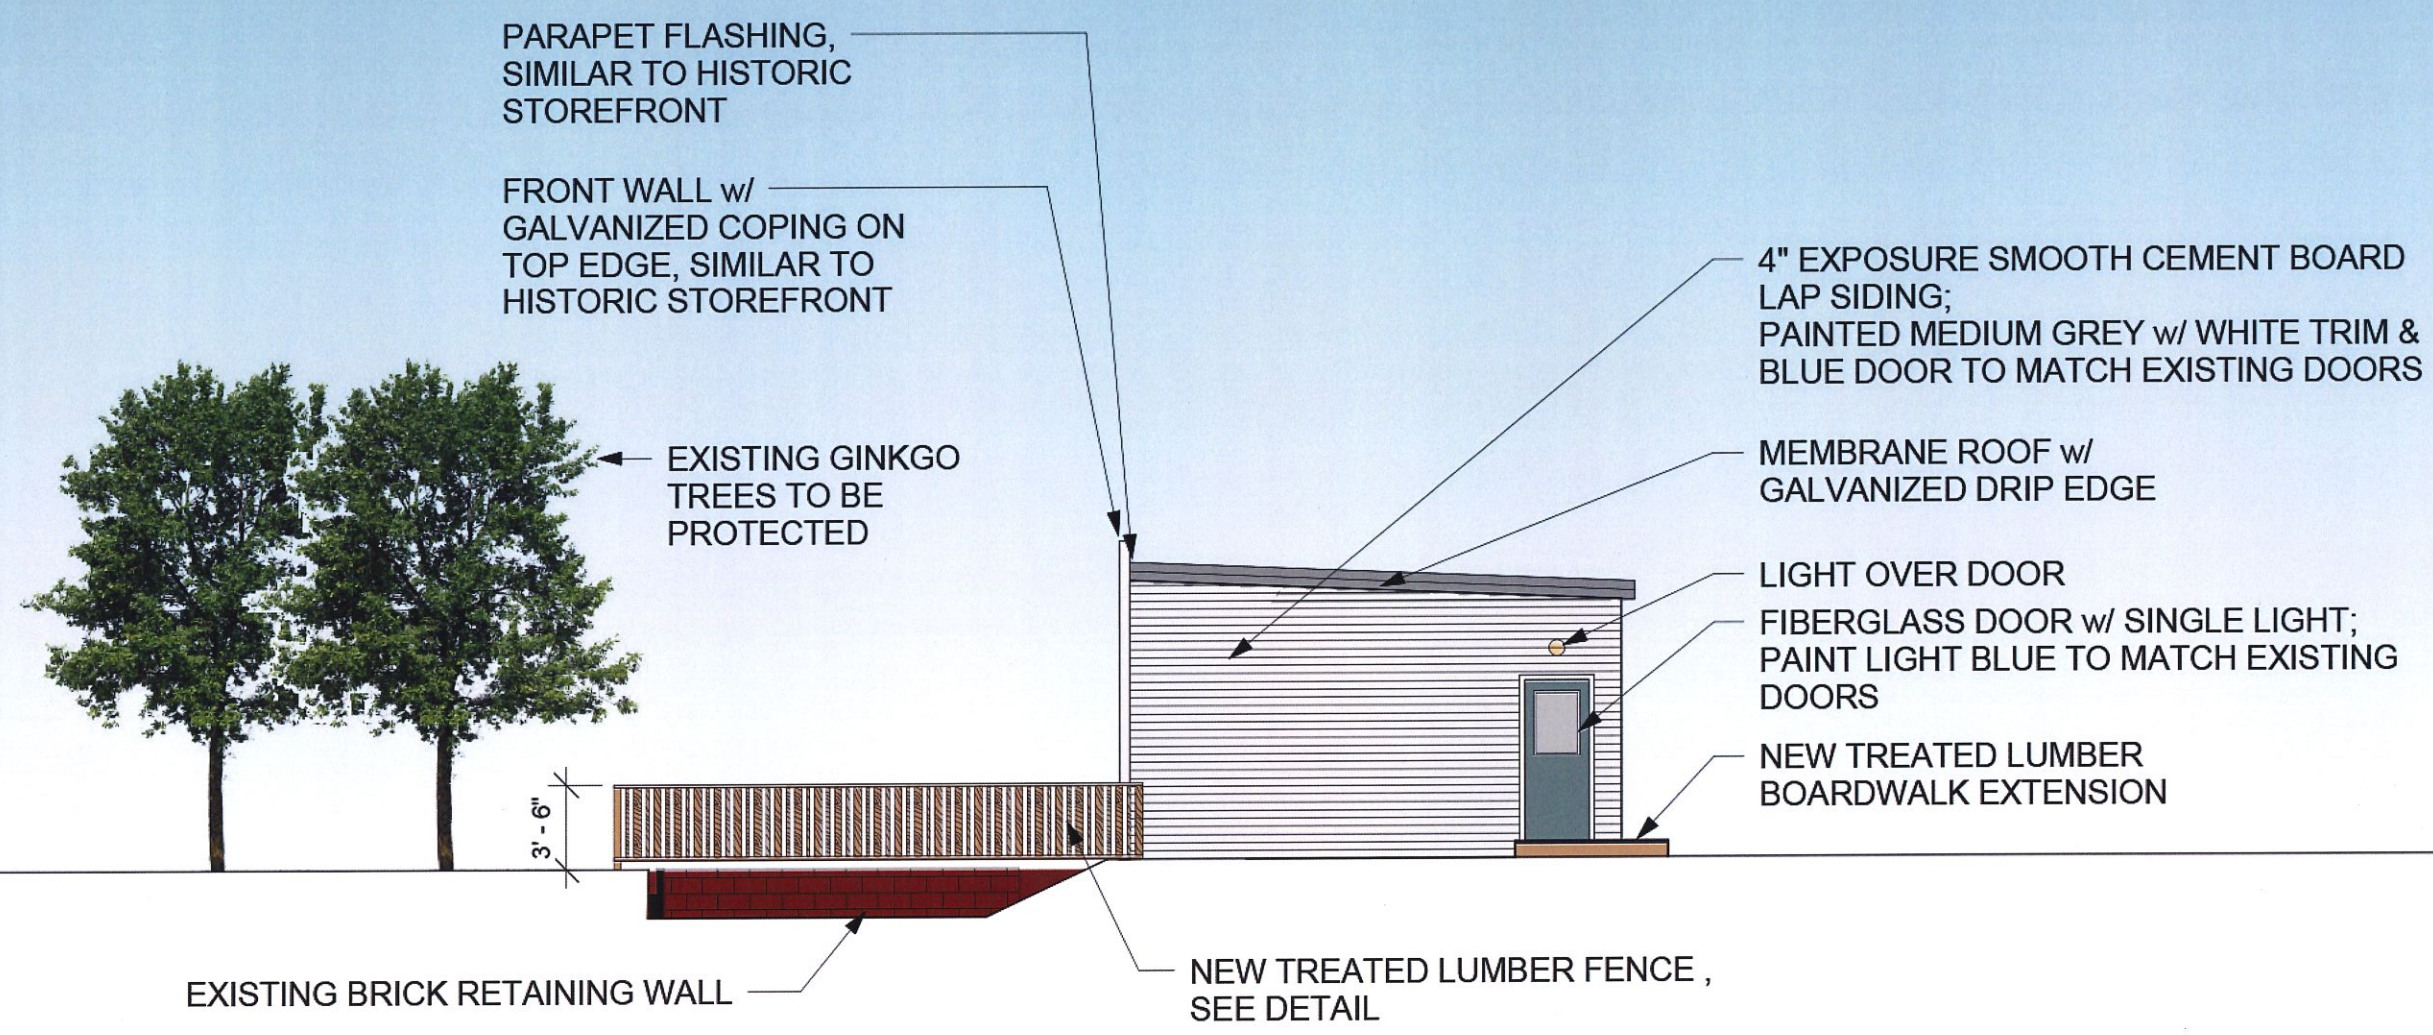 PARAPET FLASHING,
SIMILAR TO HISTORIC
STOREFRONT
FRONT WALL w/
GALVANIZED COPING ON
TOP EDGE, SIMILAR TO
HISTORIC STOREFRONT
EXISTING GINKGO
TREES TO BE
PROTECTED
4" EXPOSURE SMOOTH CEMENT BOARD
LAP SIDING;
PAINTED MEDIUM GREY w/ WHITE TRIM &
BLUE DOOR TO MATCH EXISTING DOORS
MEMBRANE ROOF w/
GALVANIZED DRIP EDGE
LIGHT OVER DOOR
FIBERGLASS DOOR w/ SINGLE LIGHT;
PAINT LIGHT BLUE TO MATCH EXISTING
DOORS
NEW TREATED LUMBER
BOARDWALK EXTENSION
3' - 6"
EXISTING BRICK RETAINING WALL
NEW TREATED LUMBER FENCE ,
SEE DETAIL